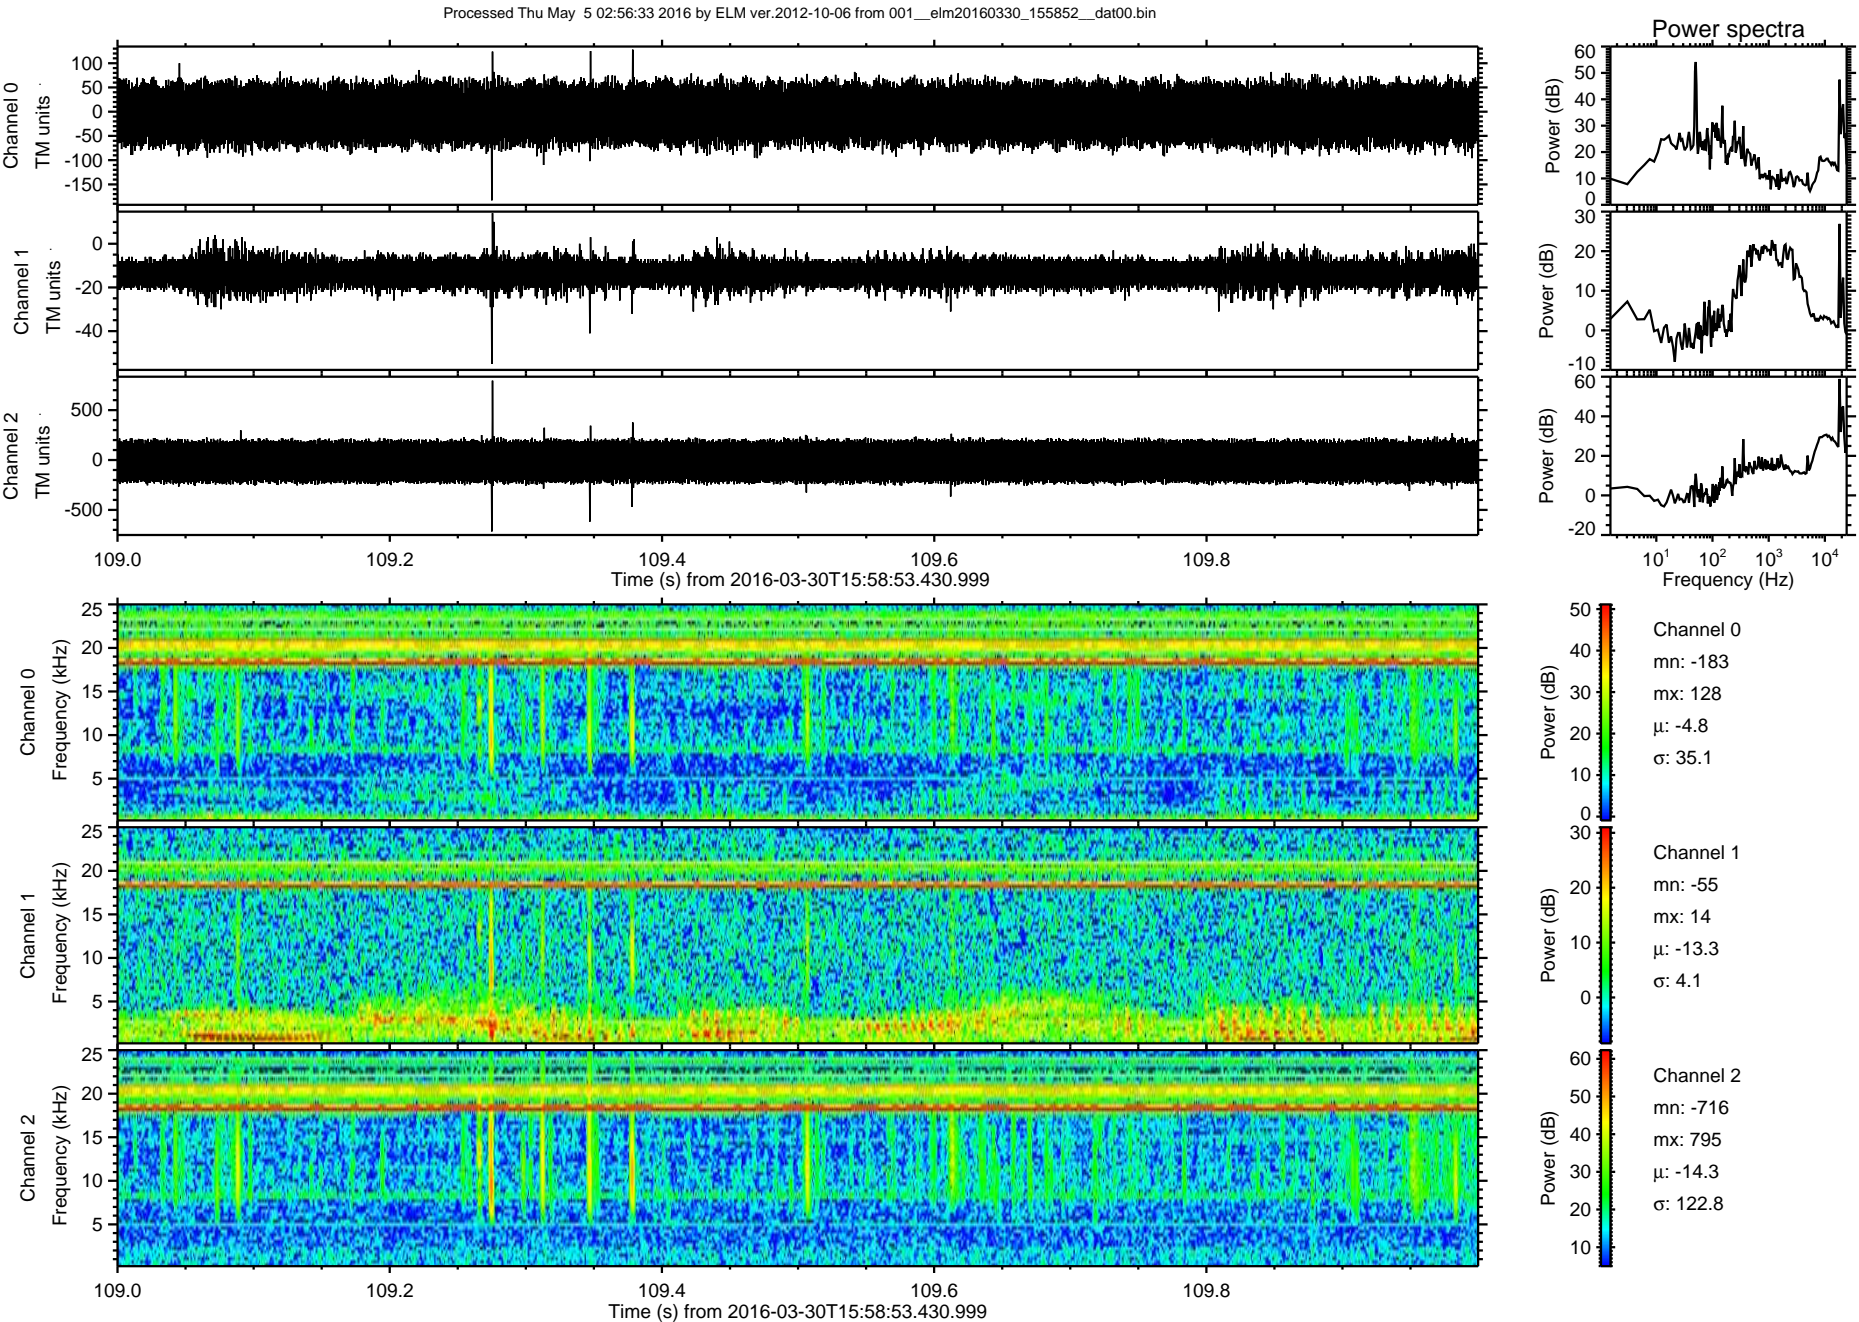 Processed Thu May  5 02:56:33 2016 by ELM ver.2012-10-06 from 001__elm20160330_155852__dat00.bin
Power spectra
Channel 0
TM units
100
50
0
-50
-100
-150
Power (dB)
60
50
40
30
20
10
0
Channel 1
TM units
0
-20
-40
Power (dB)
30
20
10
0
-10
Channel 2
TM units
500
0
-500
Power (dB)
60
40
20
0
-20
109.0 109.2 109.4 109.6 109.8
Time (s) from 2016-03-30T15:58:53.430.999
10¹ 10² 10³ 10⁴
Frequency (Hz)
Channel 0
Frequency (kHz)
25
20
15
10
5
Power (dB)
50
40
30
20
10
0
Channel 0
mn: -183
mx: 128
μ: -4.8
σ: 35.1
Channel 1
Frequency (kHz)
25
20
15
10
5
Power (dB)
30
20
10
0
Channel 1
mn: -55
mx: 14
μ: -13.3
σ: 4.1
Channel 2
Frequency (kHz)
25
20
15
10
5
Power (dB)
60
50
40
30
20
10
Channel 2
mn: -716
mx: 795
μ: -14.3
σ: 122.8
109.0 109.2 109.4 109.6 109.8
Time (s) from 2016-03-30T15:58:53.430.999